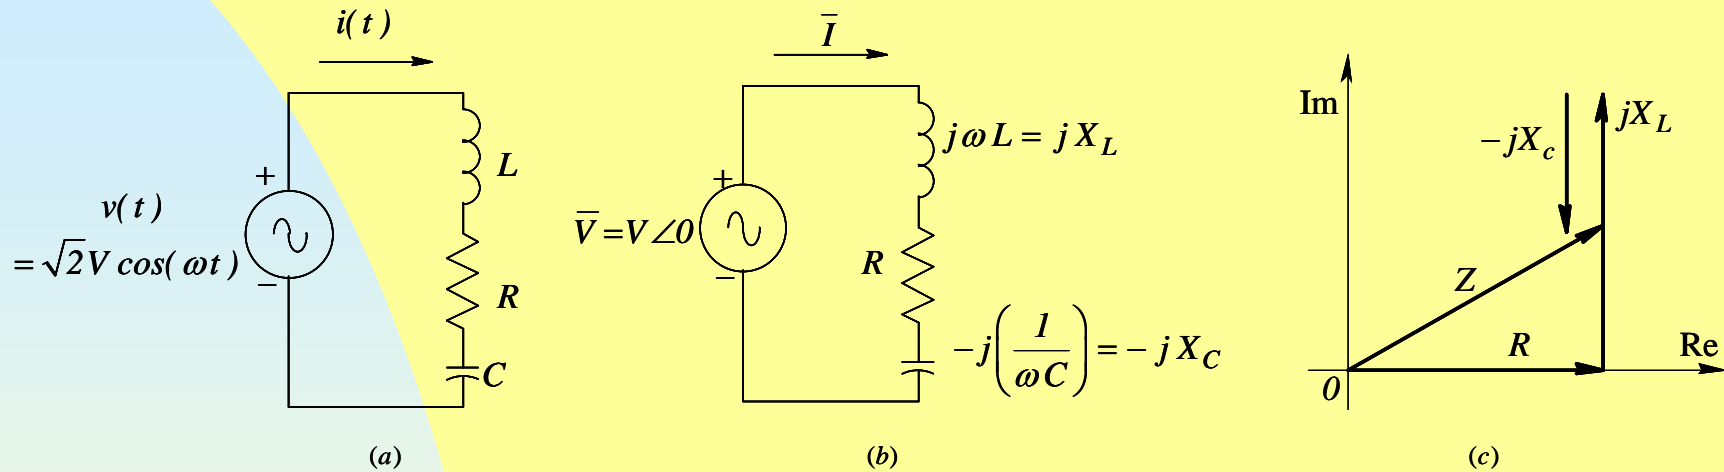 i(t)
L
+
v(t)
= √2V cos(ωt)
−
R
C
(a)
I̅
jωL = jX_L
+
V̅=V∠0
−
R
−j(1/ωC) = −jX_C
(b)
Im
−jX_c
jX_L
Z
R
Re
0
(c)